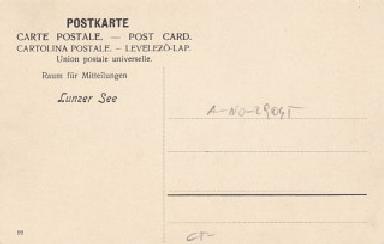 POSTKARTE
CARTE POSTALE. — POST CARD.
CARTOLINA POSTALE. – LEVELEZÖ-LAP.
Union postale universelle.
Raum für Mitteilungen
Lunzer See